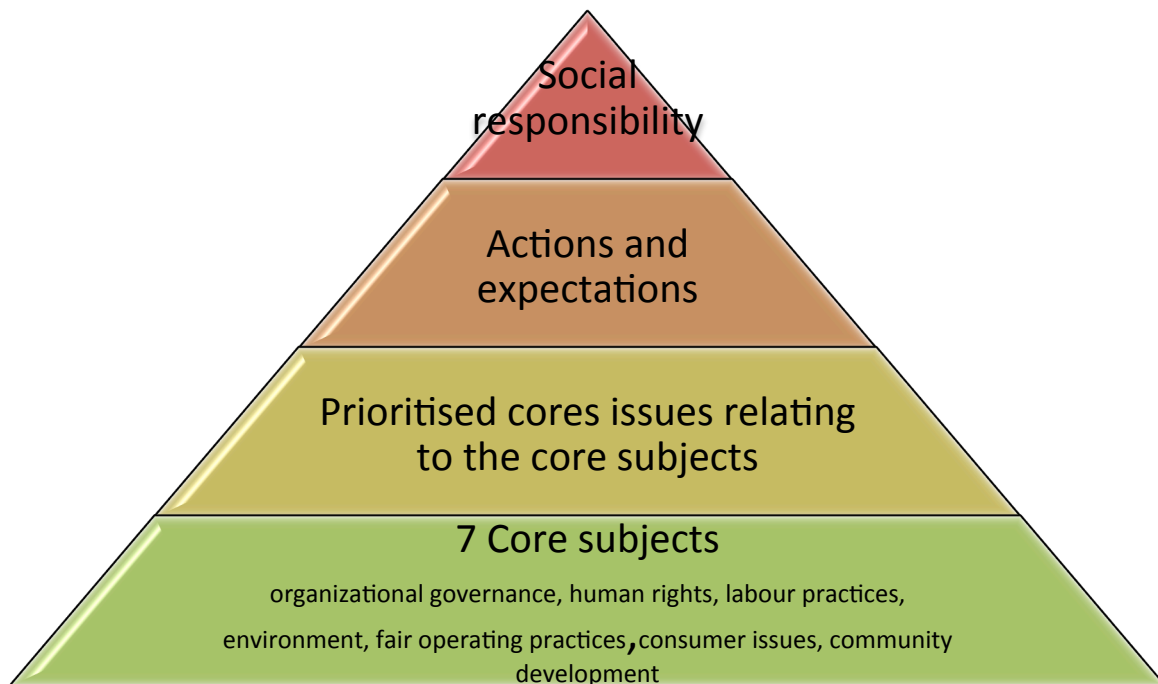 Social
responsibility
Actions and
expectations
Prioritised cores issues relating
to the core subjects
7 Core subjects
organizational governance, human rights, labour practices,
environment, fair operating practices,consumer issues, community
development